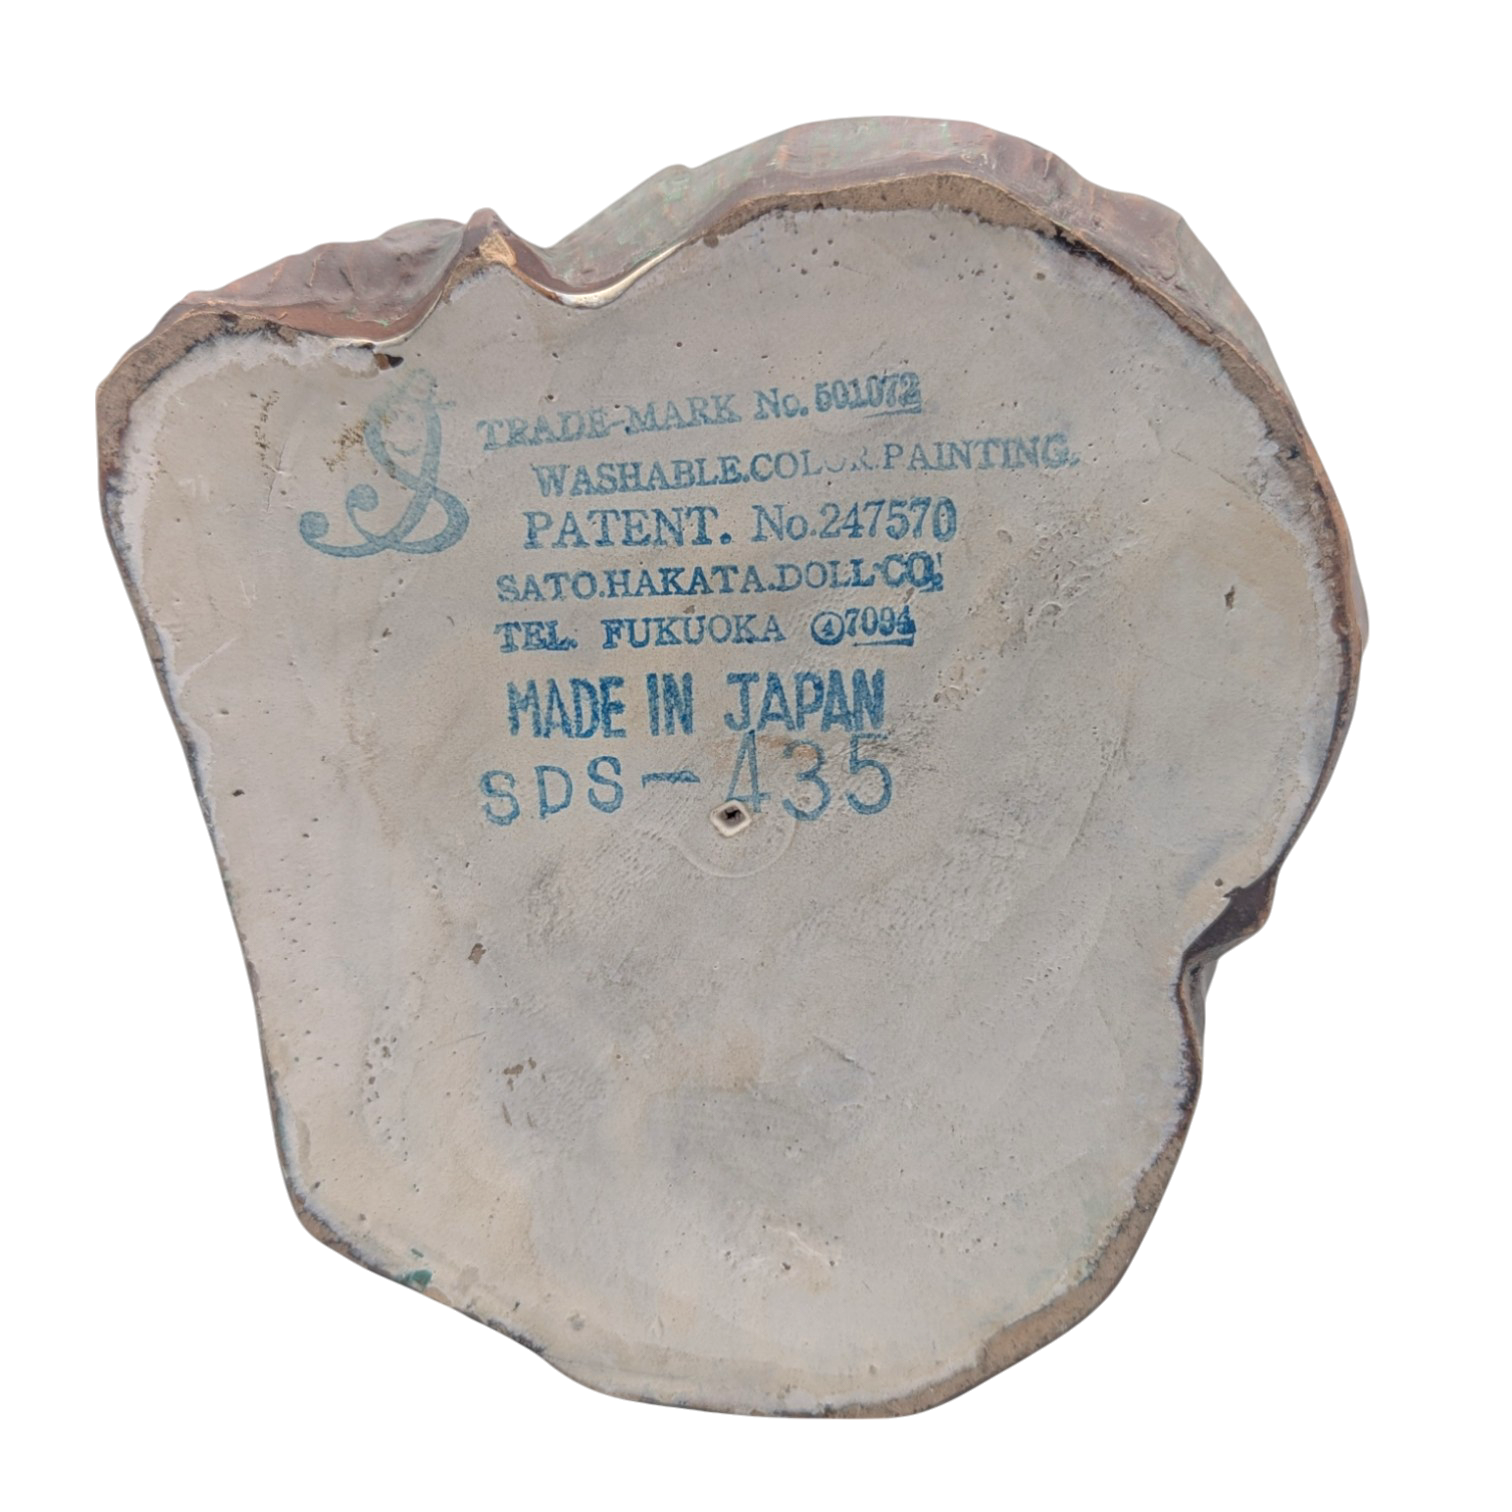 TRADE-MARK No. 501072
WASHABLE.COLOR.PAINTING.
PATENT. No.247570
SATO.HAKATA.DOLL.CO.,
TEL. FUKUOKA ④7094
MADE IN JAPAN
SDS-435